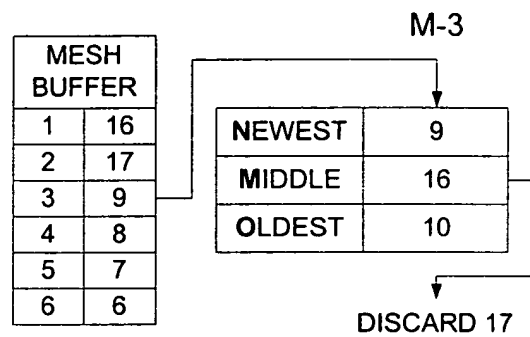 M-3
MESH
BUFFER
1 16
2 17
3 9
4 8
5 7
6 6
NEWEST 9
MIDDLE 16
OLDEST 10
DISCARD 17